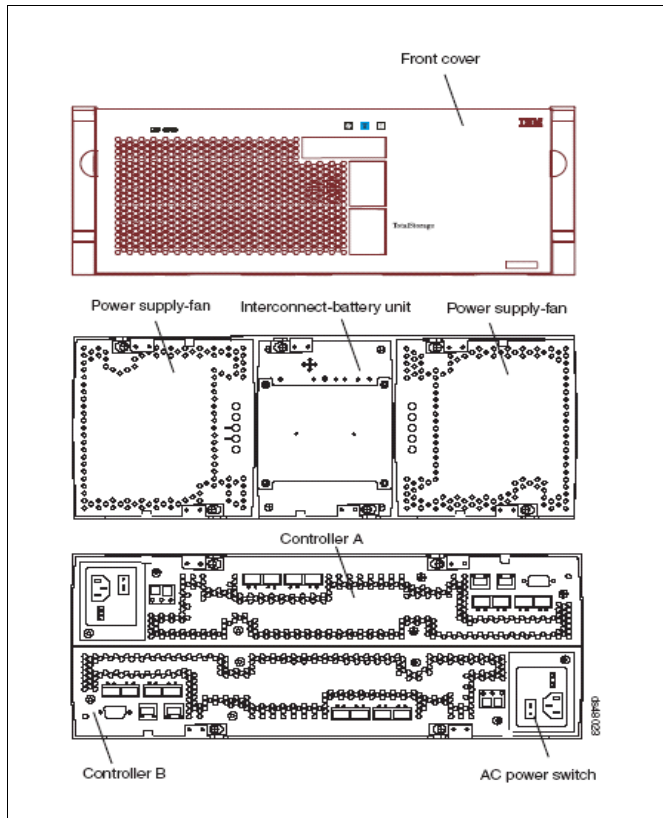 Front cover
IBM
TotalStorage
Power supply-fan
Interconnect-battery unit
Power supply-fan
Controller A
ds48029
Controller B
AC power switch